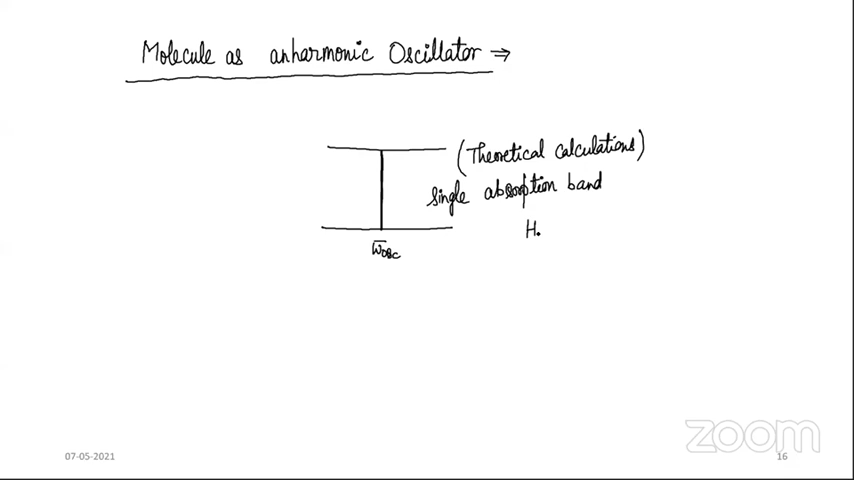 Molecule as anharmonic Oscillator ⇒
(Theoretical calculations)
single absorption band
H.
ω̅osc
zoom
07-05-2021
16